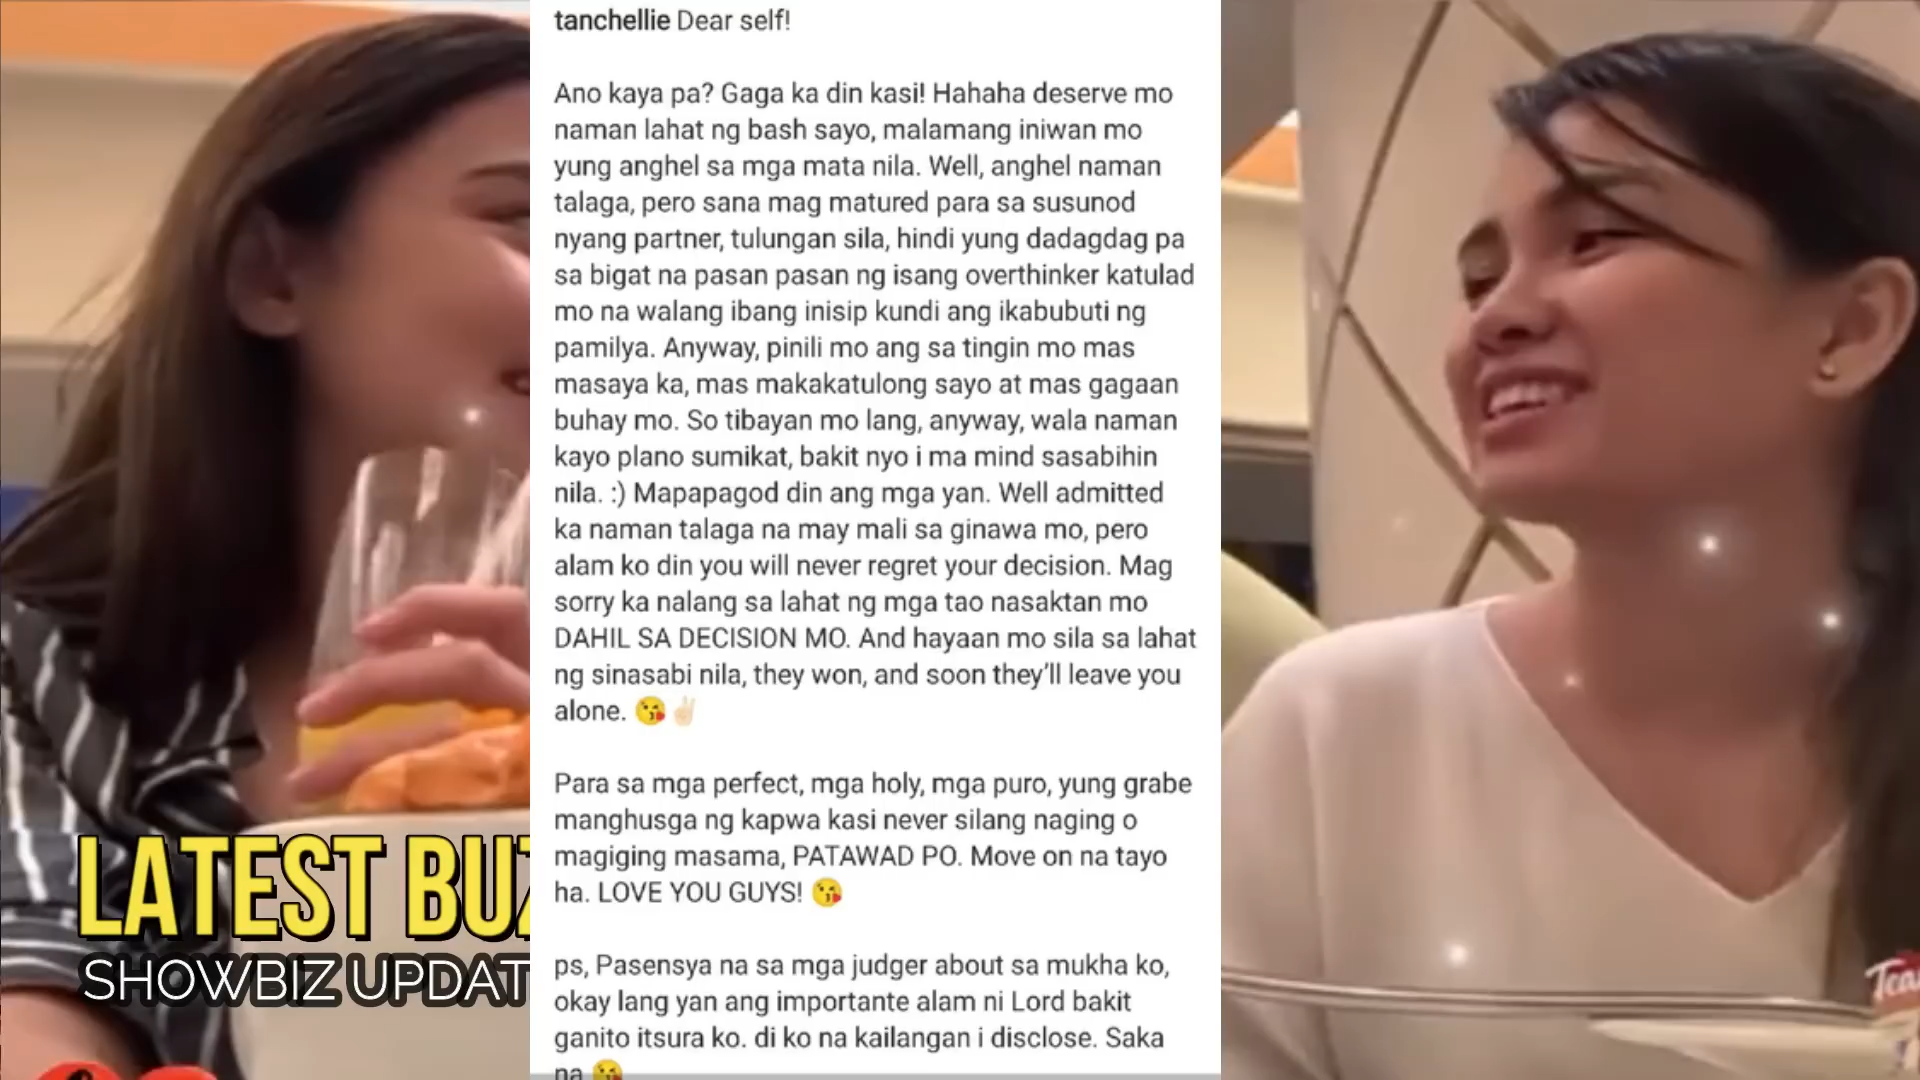 tanchellie Dear self!
Ano kaya pa? Gaga ka din kasi! Hahaha deserve mo
naman lahat ng bash sayo, malamang iniwan mo
yung anghel sa mga mata nila. Well, anghel naman
talaga, pero sana mag matured para sa susunod
nyang partner, tulungan sila, hindi yung dadagdag pa
sa bigat na pasan pasan ng isang overthinker katulad
mo na walang ibang inisip kundi ang ikabubuti ng
pamilya. Anyway, pinili mo ang sa tingin mo mas
masaya ka, mas makakatulong sayo at mas gagaan
buhay mo. So tibayan mo lang, anyway, wala naman
kayo plano sumikat, bakit nyo i ma mind sasabihin
nila. :) Mapapagod din ang mga yan. Well admitted
ka naman talaga na may mali sa ginawa mo, pero
alam ko din you will never regret your decision. Mag
sorry ka nalang sa lahat ng mga tao nasaktan mo
DAHIL SA DECISION MO. And hayaan mo sila sa lahat
ng sinasabi nila, they won, and soon they'll leave you
alone. 😘✌🏻
Para sa mga perfect, mga holy, mga puro, yung grabe
manghusga ng kapwa kasi never silang naging o
magiging masama, PATAWAD PO. Move on na tayo
ha. LOVE YOU GUYS! 😘
ps, Pasensya na sa mga judger about sa mukha ko,
okay lang yan ang importante alam ni Lord bakit
ganito itsura ko. di ko na kailangan i disclose. Saka
na 😘
LATEST BUZ
SHOWBIZ UPDAT